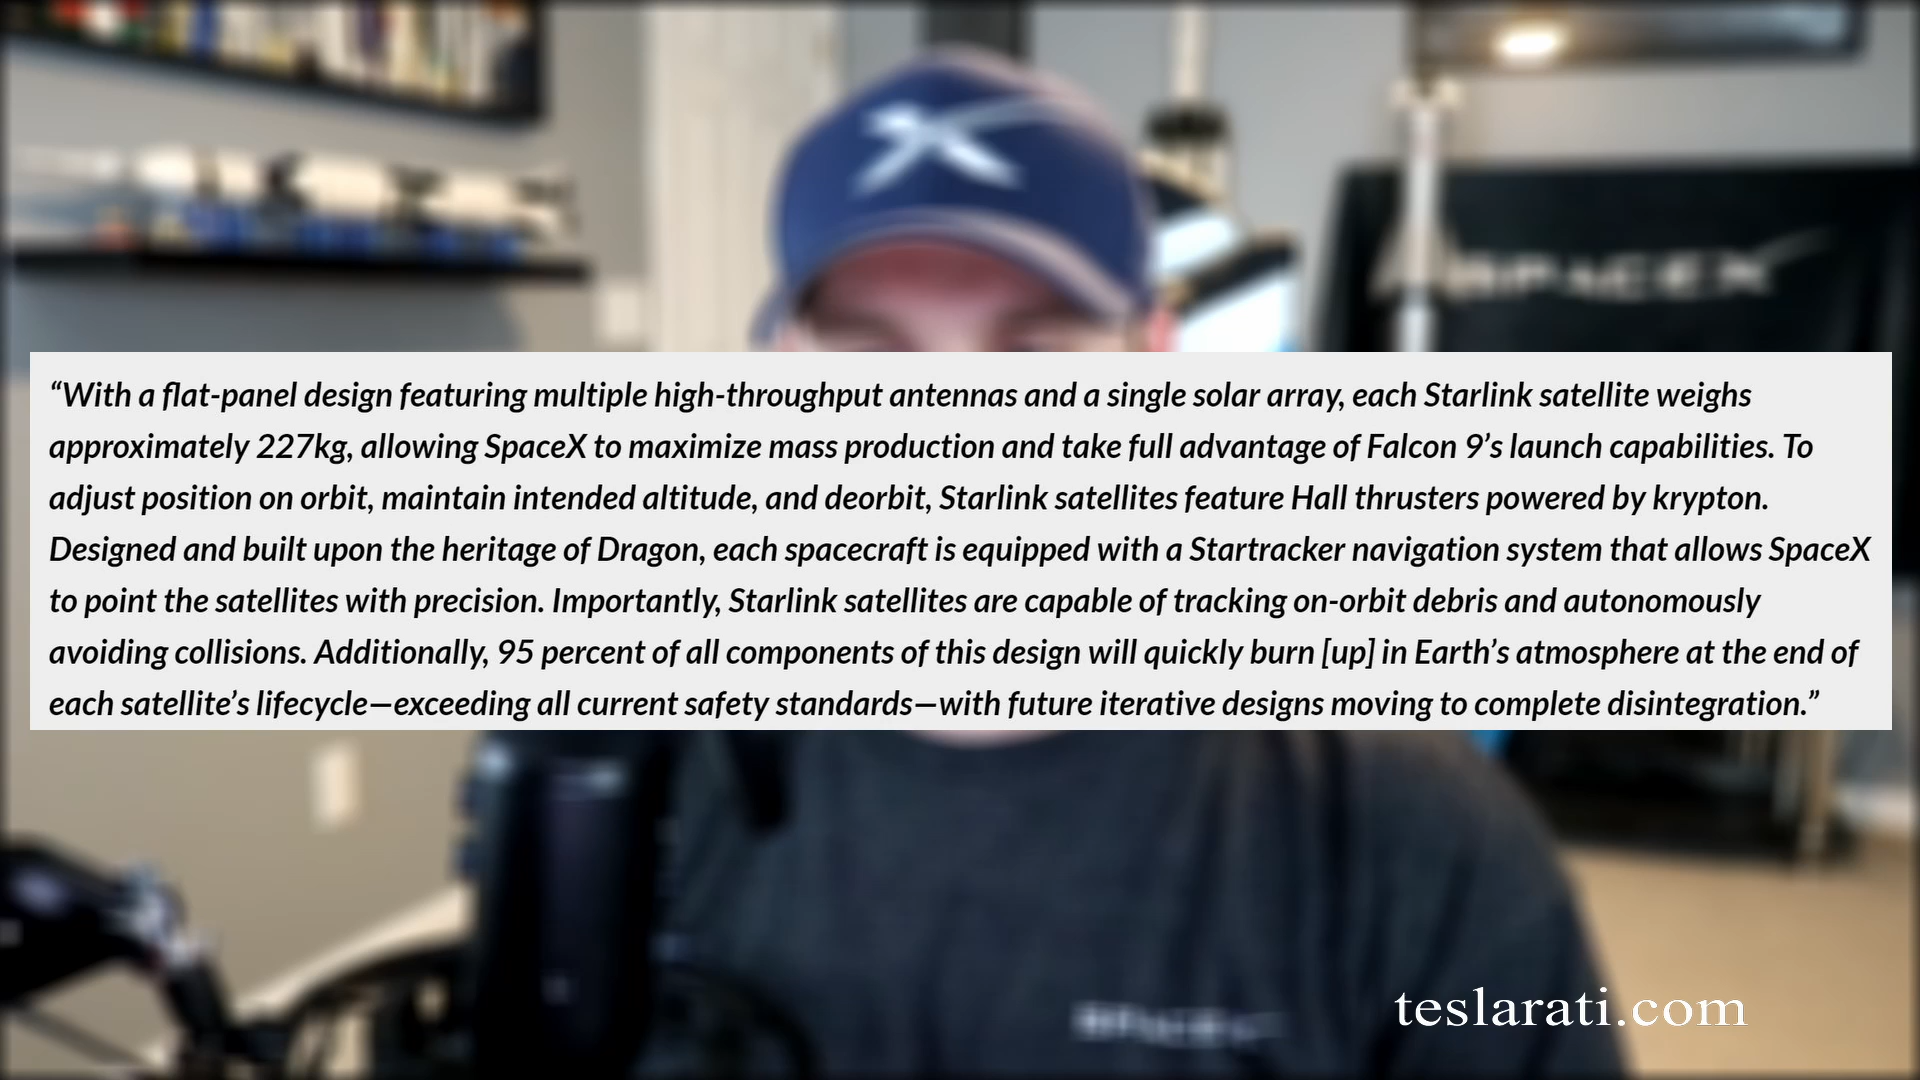 SPACEX
“With a flat-panel design featuring multiple high-throughput antennas and a single solar array, each Starlink satellite weighs
approximately 227kg, allowing SpaceX to maximize mass production and take full advantage of Falcon 9’s launch capabilities. To
adjust position on orbit, maintain intended altitude, and deorbit, Starlink satellites feature Hall thrusters powered by krypton.
Designed and built upon the heritage of Dragon, each spacecraft is equipped with a Startracker navigation system that allows SpaceX
to point the satellites with precision. Importantly, Starlink satellites are capable of tracking on-orbit debris and autonomously
avoiding collisions. Additionally, 95 percent of all components of this design will quickly burn [up] in Earth’s atmosphere at the end of
each satellite’s lifecycle—exceeding all current safety standards—with future iterative designs moving to complete disintegration.”
teslarati.com
SPACEX